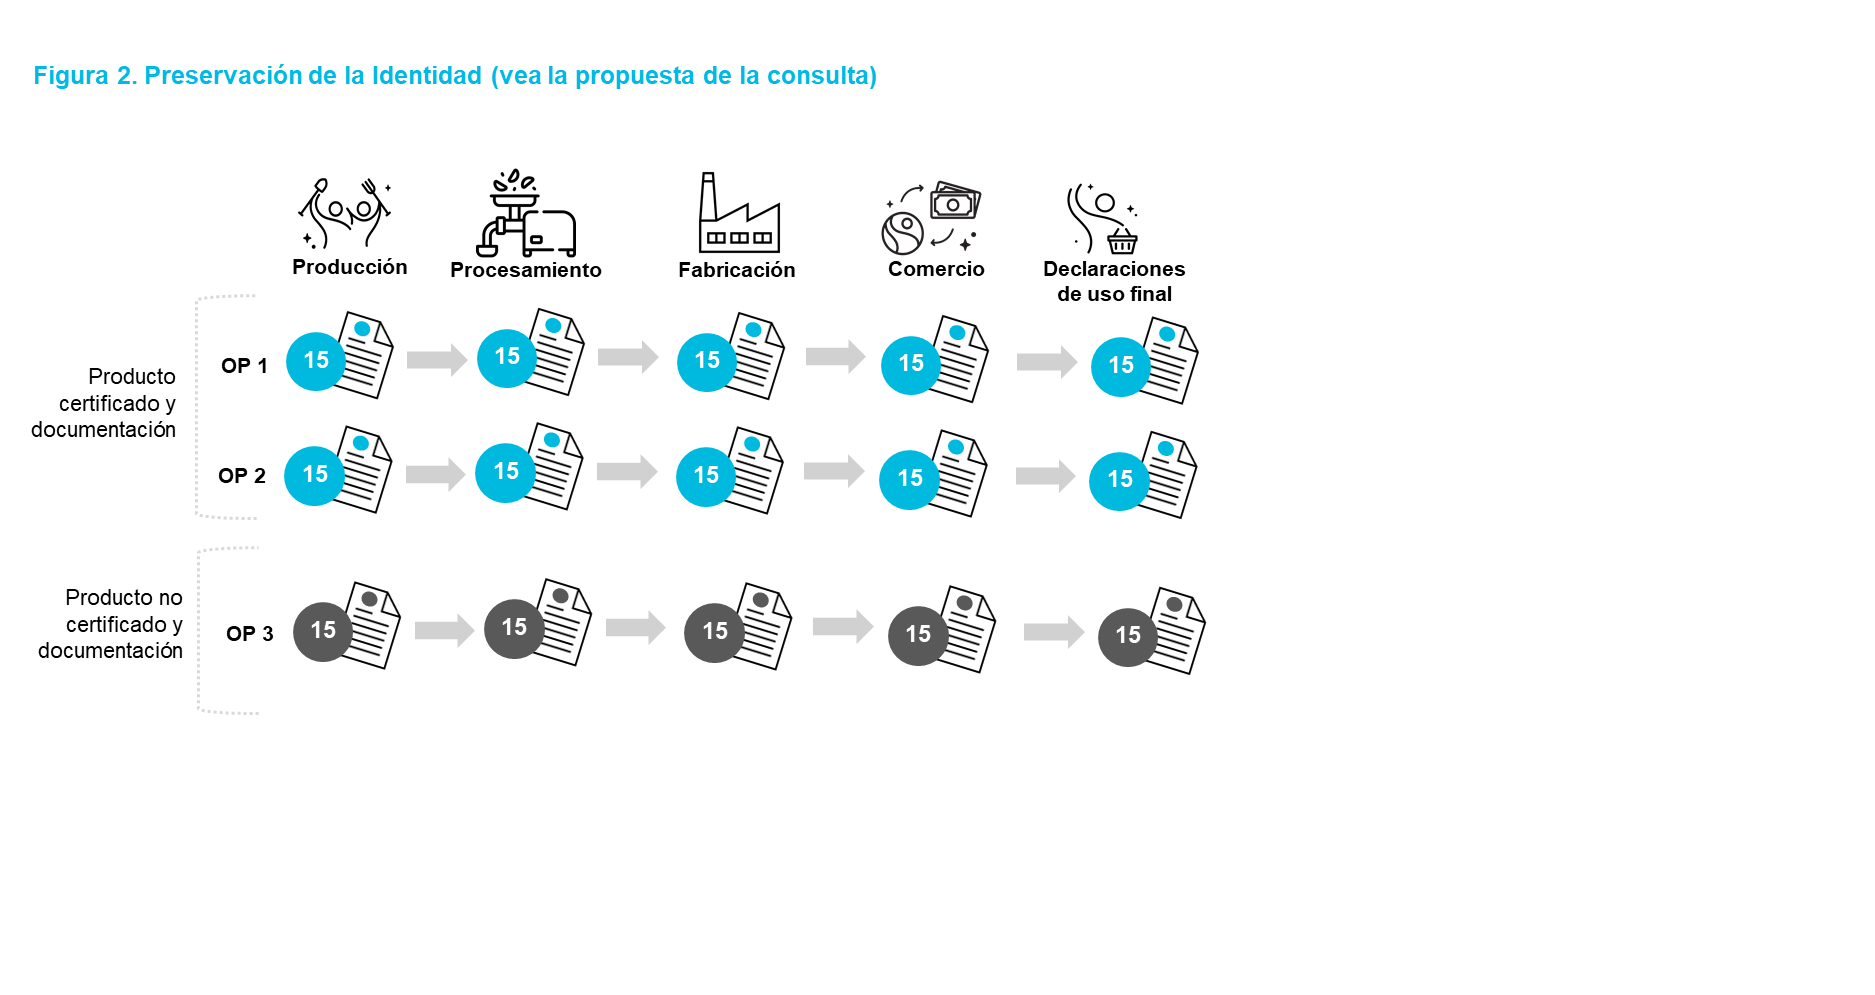 Figura 2. Preservación de la Identidad (vea la propuesta de la consulta)
Producción
Procesamiento
Fabricación
Comercio
Declaraciones
de uso final
Producto
certificado y
documentación
OP 1
15
15
15
15
15
OP 2
15
15
15
15
15
Producto no
certificado y
documentación
OP 3
15
15
15
15
15